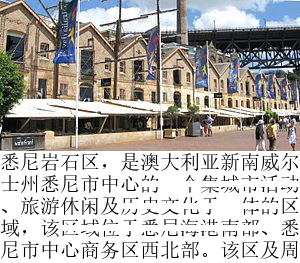 悉尼岩石区，是澳大利亚新南威尔
士州悉尼市中心的一个集城市活动
、旅游休闲及历史文化于一体的区
域，该区域位于悉尼海港南部、悉
尼市中心商务区西北部。该区及周